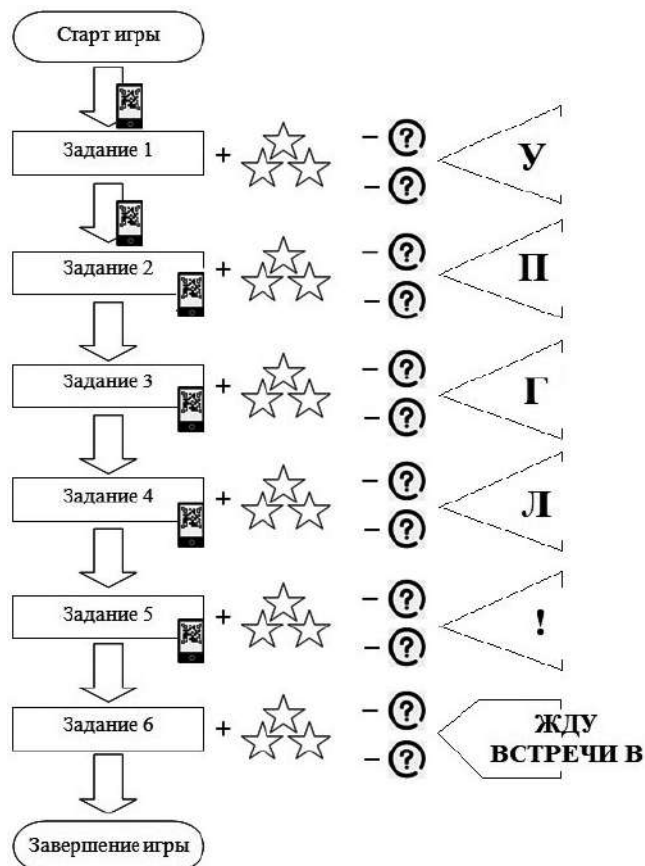 Старт игры
Задание 1 + - ?
- ?
У
Задание 2 + - ?
- ?
П
Задание 3 + - ?
- ?
Г
Задание 4 + - ?
- ?
Л
Задание 5 + - ?
- ?
!
Задание 6 + - ?
- ?
ЖДУ
ВСТРЕЧИ В
Завершение игры